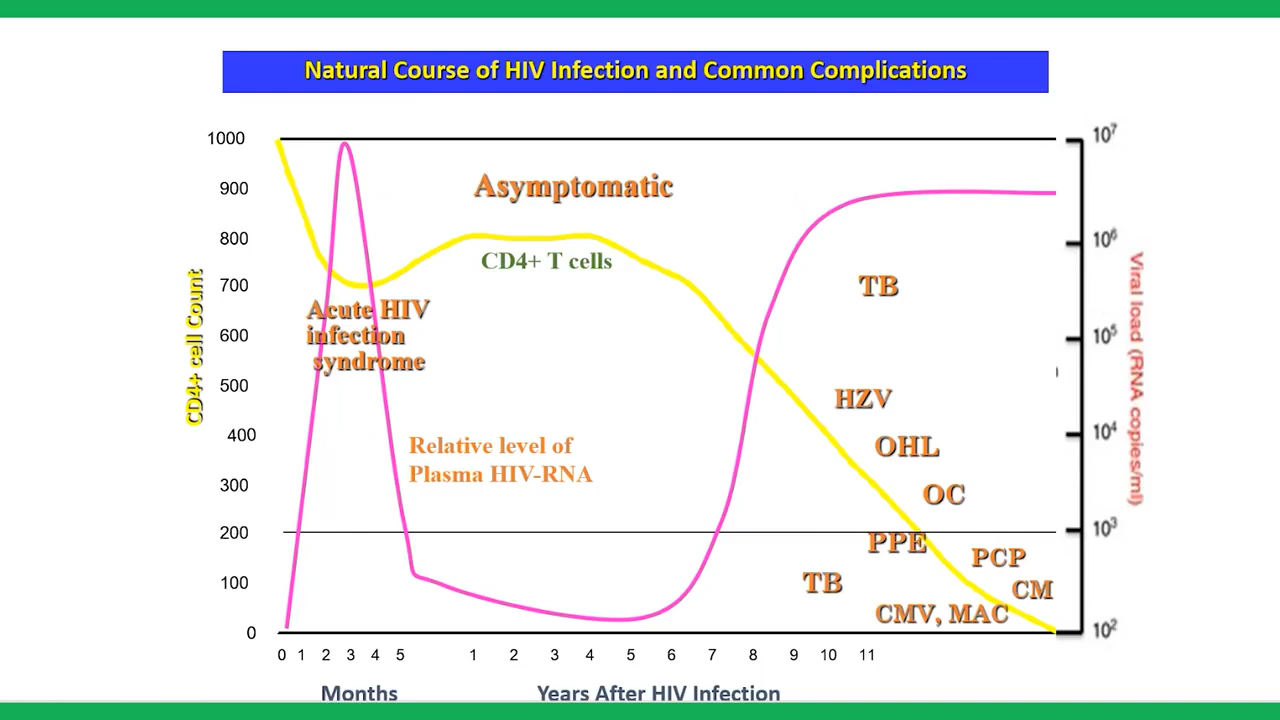 Natural Course of HIV Infection and Common Complications
1000
900
800
700
600
500
400
300
200
100
0
CD4+ cell Count
Asymptomatic
CD4+ T cells
Acute HIV
infection
syndrome
Relative level of
Plasma HIV-RNA
TB
HZV
OHL
OC
PPE
PCP
TB
CM
CMV, MAC
10⁷
10⁶
10⁵
10⁴
10³
10²
Viral load (RNA copies/ml)
0 1 2 3 4 5 1 2 3 4 5 6 7 8 9 10 11
Months Years After HIV Infection